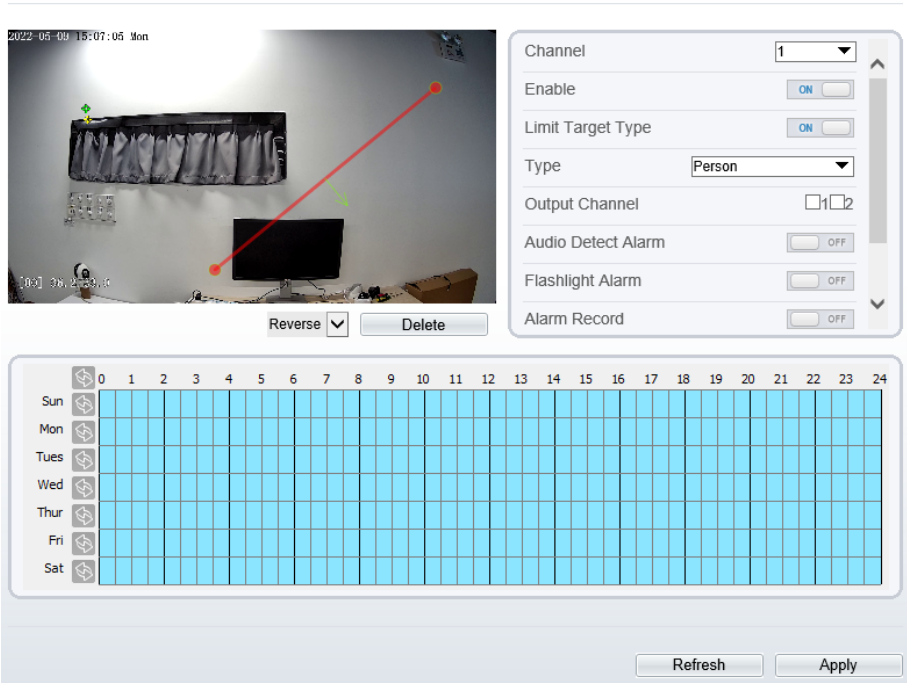 2022-05-09 15:07:05 Mon
Reverse
Delete
Channel 1
Enable ON
Limit Target Type ON
Type Person
Output Channel 1 2
Audio Detect Alarm OFF
Flashlight Alarm OFF
Alarm Record OFF
0 1 2 3 4 5 6 7 8 9 10 11 12 13 14 15 16 17 18 19 20 21 22 23 24
Sun
Mon
Tues
Wed
Thur
Fri
Sat
Refresh Apply